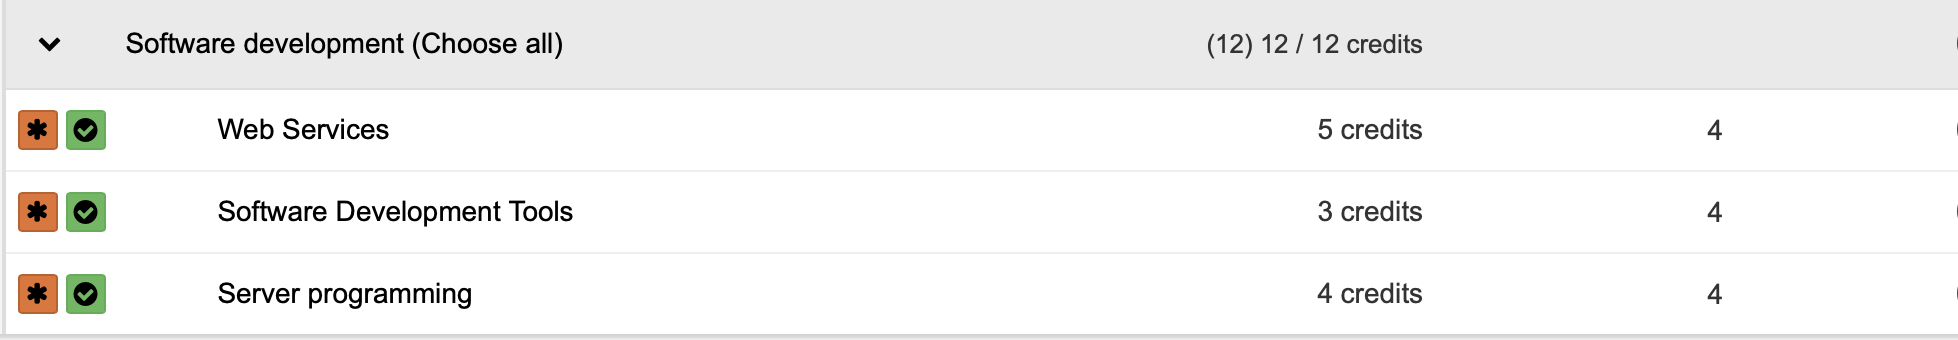 Software development (Choose all) (12) 12 / 12 credits
Web Services 5 credits 4
Software Development Tools 3 credits 4
Server programming 4 credits 4